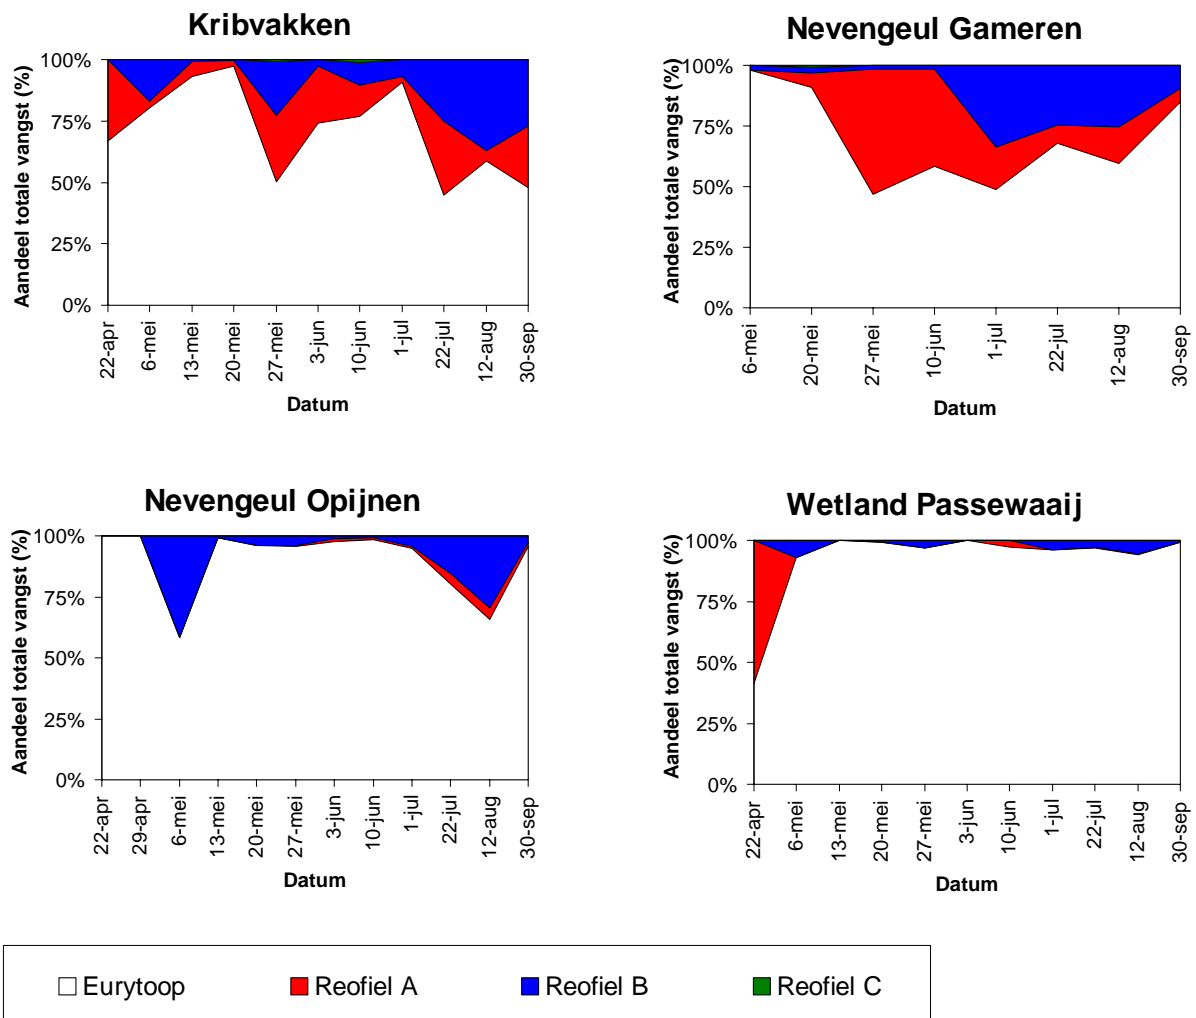 Kribvakken
Aandeel totale vangst (%)
100%
75%
50%
25%
0%
22-apr
6-mei
13-mei
20-mei
27-mei
3-jun
10-jun
1-jul
22-jul
12-aug
30-sep
Datum
Nevengeul Gameren
Aandeel totale vangst (%)
100%
75%
50%
25%
0%
6-mei
20-mei
27-mei
10-jun
1-jul
22-jul
12-aug
30-sep
Datum
Nevengeul Opijnen
Aandeel totale vangst (%)
100%
75%
50%
25%
0%
22-apr
29-apr
6-mei
13-mei
20-mei
27-mei
3-jun
10-jun
1-jul
22-jul
12-aug
30-sep
Datum
Wetland Passewaaij
Aandeel totale vangst (%)
100%
75%
50%
25%
0%
22-apr
6-mei
13-mei
20-mei
27-mei
3-jun
10-jun
1-jul
22-jul
12-aug
30-sep
Datum
Eurytoop Reofiel A Reofiel B Reofiel C